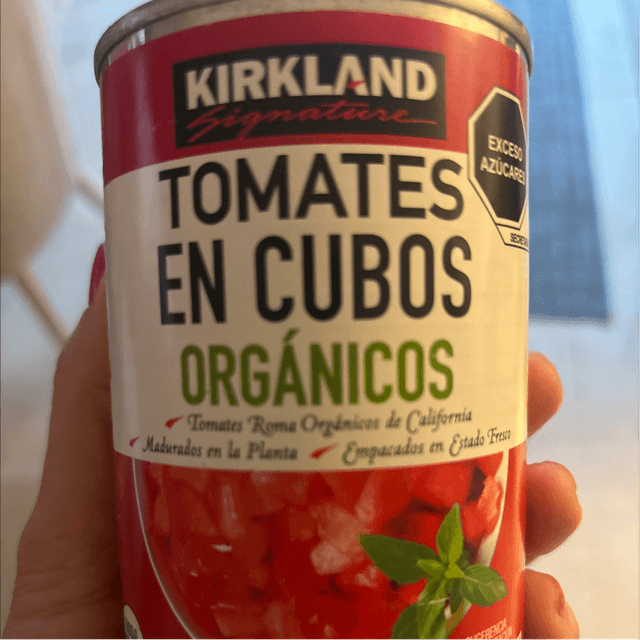 KIRKLAND
Signature
EXCESO
AZÚCARES
TOMATES
EN CUBOS
ORGÁNICOS
Tomates Roma Orgánicos de California
Madurados en la Planta Empacados en Estado Fresco
SUGERENCIA